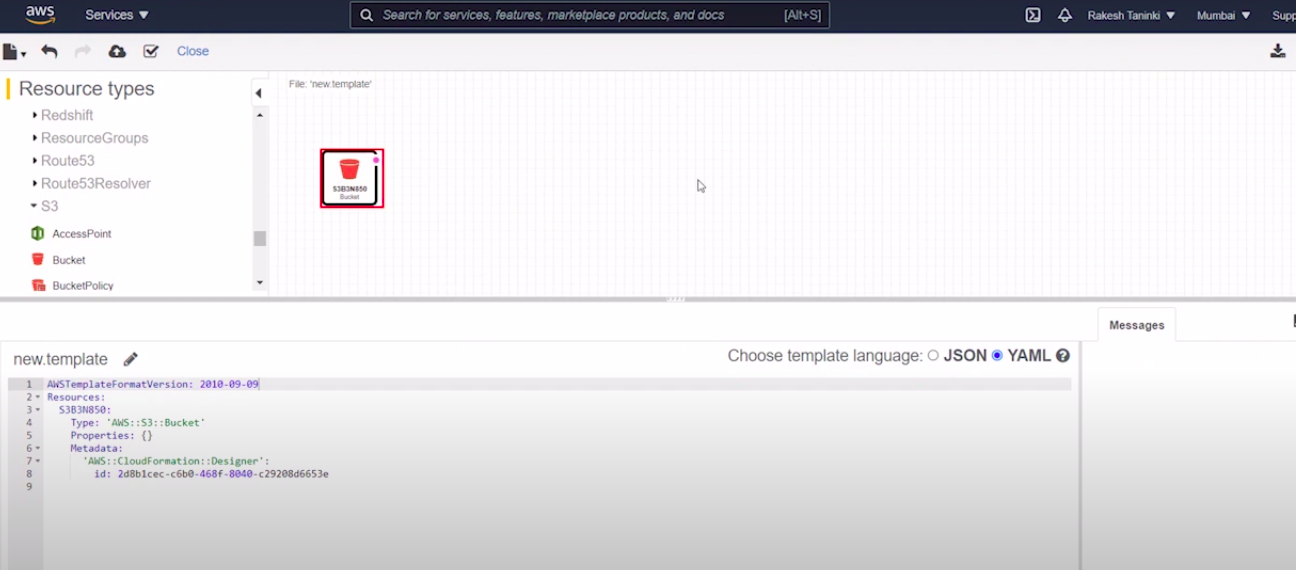 aws Services Search for services, features, marketplace products, and docs [Alt+S] Rakesh Taninki Mumbai Supp
Close
Resource types
Redshift
ResourceGroups
Route53
Route53Resolver
S3
AccessPoint
Bucket
BucketPolicy
File: 'new.template'
S3B3N850
Bucket
Messages
new.template
Choose template language: JSON YAML
1 AWSTemplateFormatVersion: 2010-09-09
2 Resources:
3 S3B3N850:
4 Type: 'AWS::S3::Bucket'
5 Properties: {}
6 Metadata:
7 'AWS::CloudFormation::Designer':
8 id: 2d8b1cec-c6b0-468f-8040-c29208d6653e
9